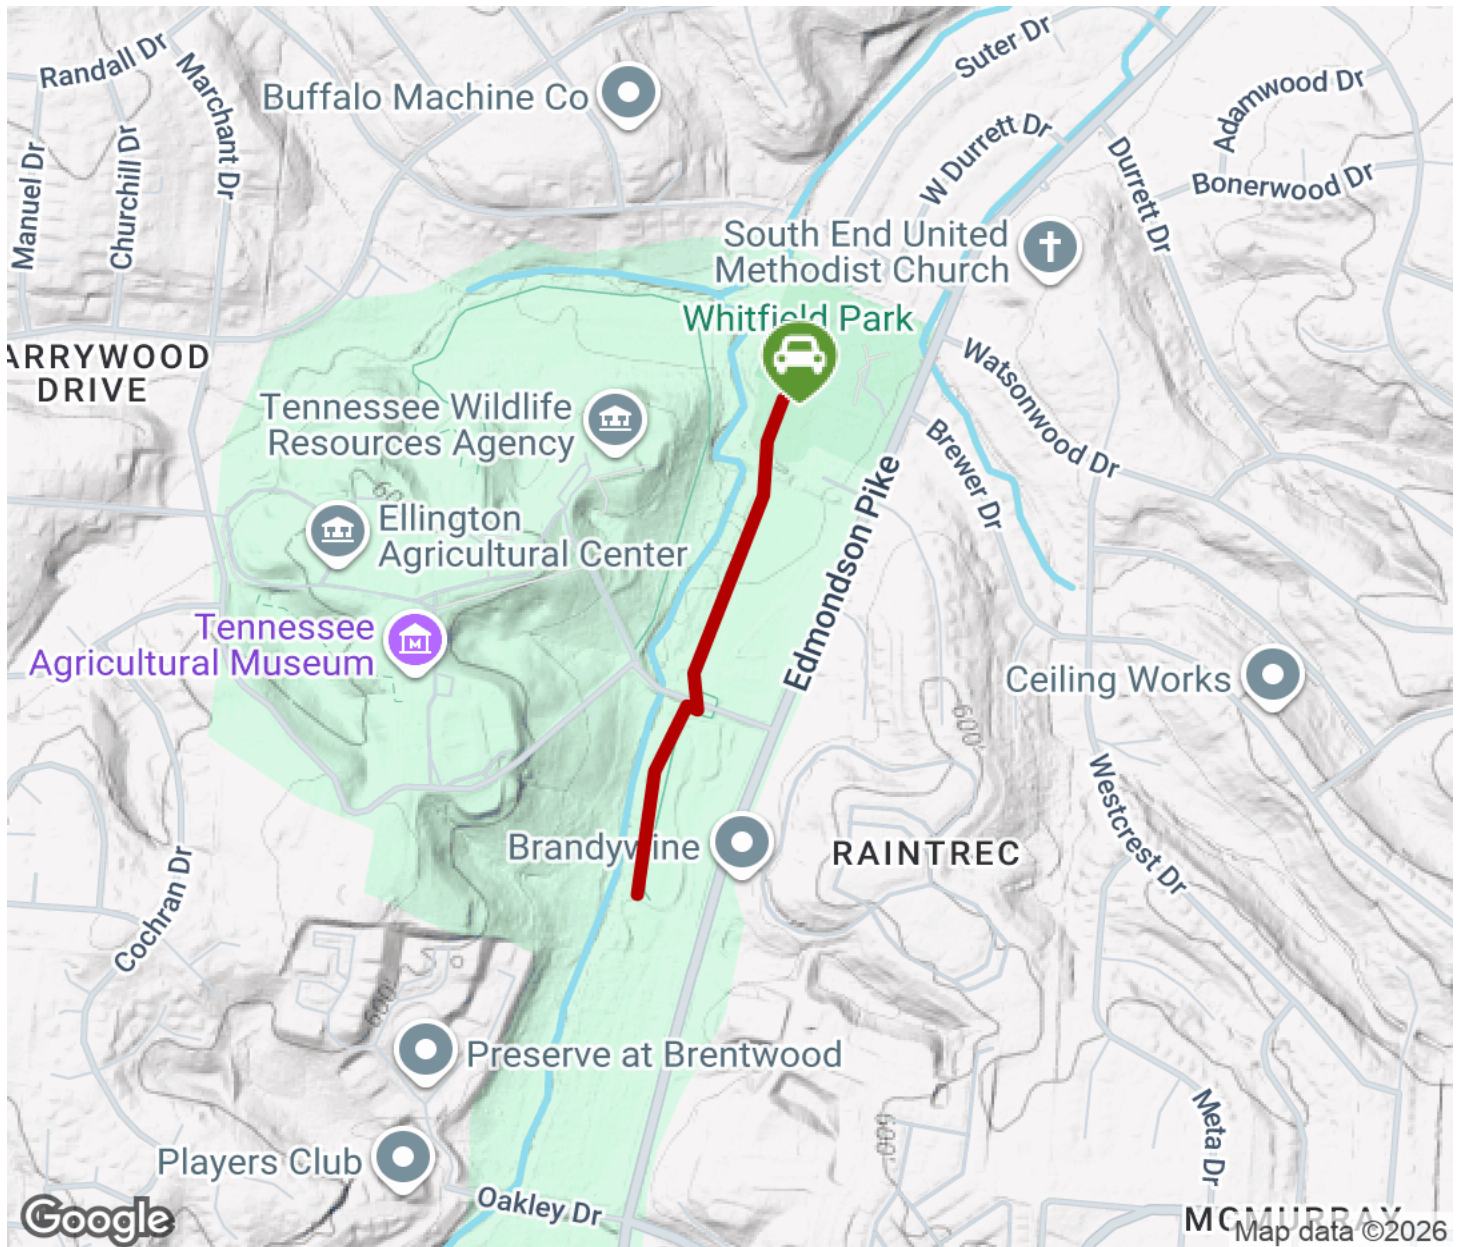 Randall Dr
Marchant Dr
Manuel Dr
Churchill Dr
Buffalo Machine Co
Suter Dr
W Durrett Dr
Adamwood Dr
Durrett Dr
Bonerwood Dr
South End United
Methodist Church
Whitfield Park
ARRYWOOD
DRIVE
Tennessee Wildlife
Resources Agency
Watsonwood Dr
Brewer Dr
Ellington
Agricultural Center
Edmondson Pike
Tennessee
Agricultural Museum
Ceiling Works
600'
Westcrest Dr
Brandywine
RAINTREC
Cochran Dr
600'
Preserve at Brentwood
600'
Meta Dr
Players Club
Oakley Dr
MCMURRAY
Google
Map data ©2026